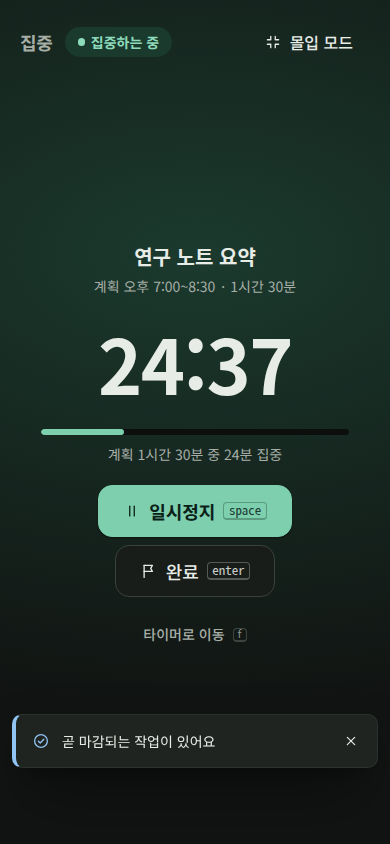 집중
집중하는 중
몰입 모드
연구 노트 요약
계획 오후 7:00~8:30 · 1시간 30분
24:37
계획 1시간 30분 중 24분 집중
일시정지 space
완료 enter
타이머로 이동 f
곧 마감되는 작업이 있어요